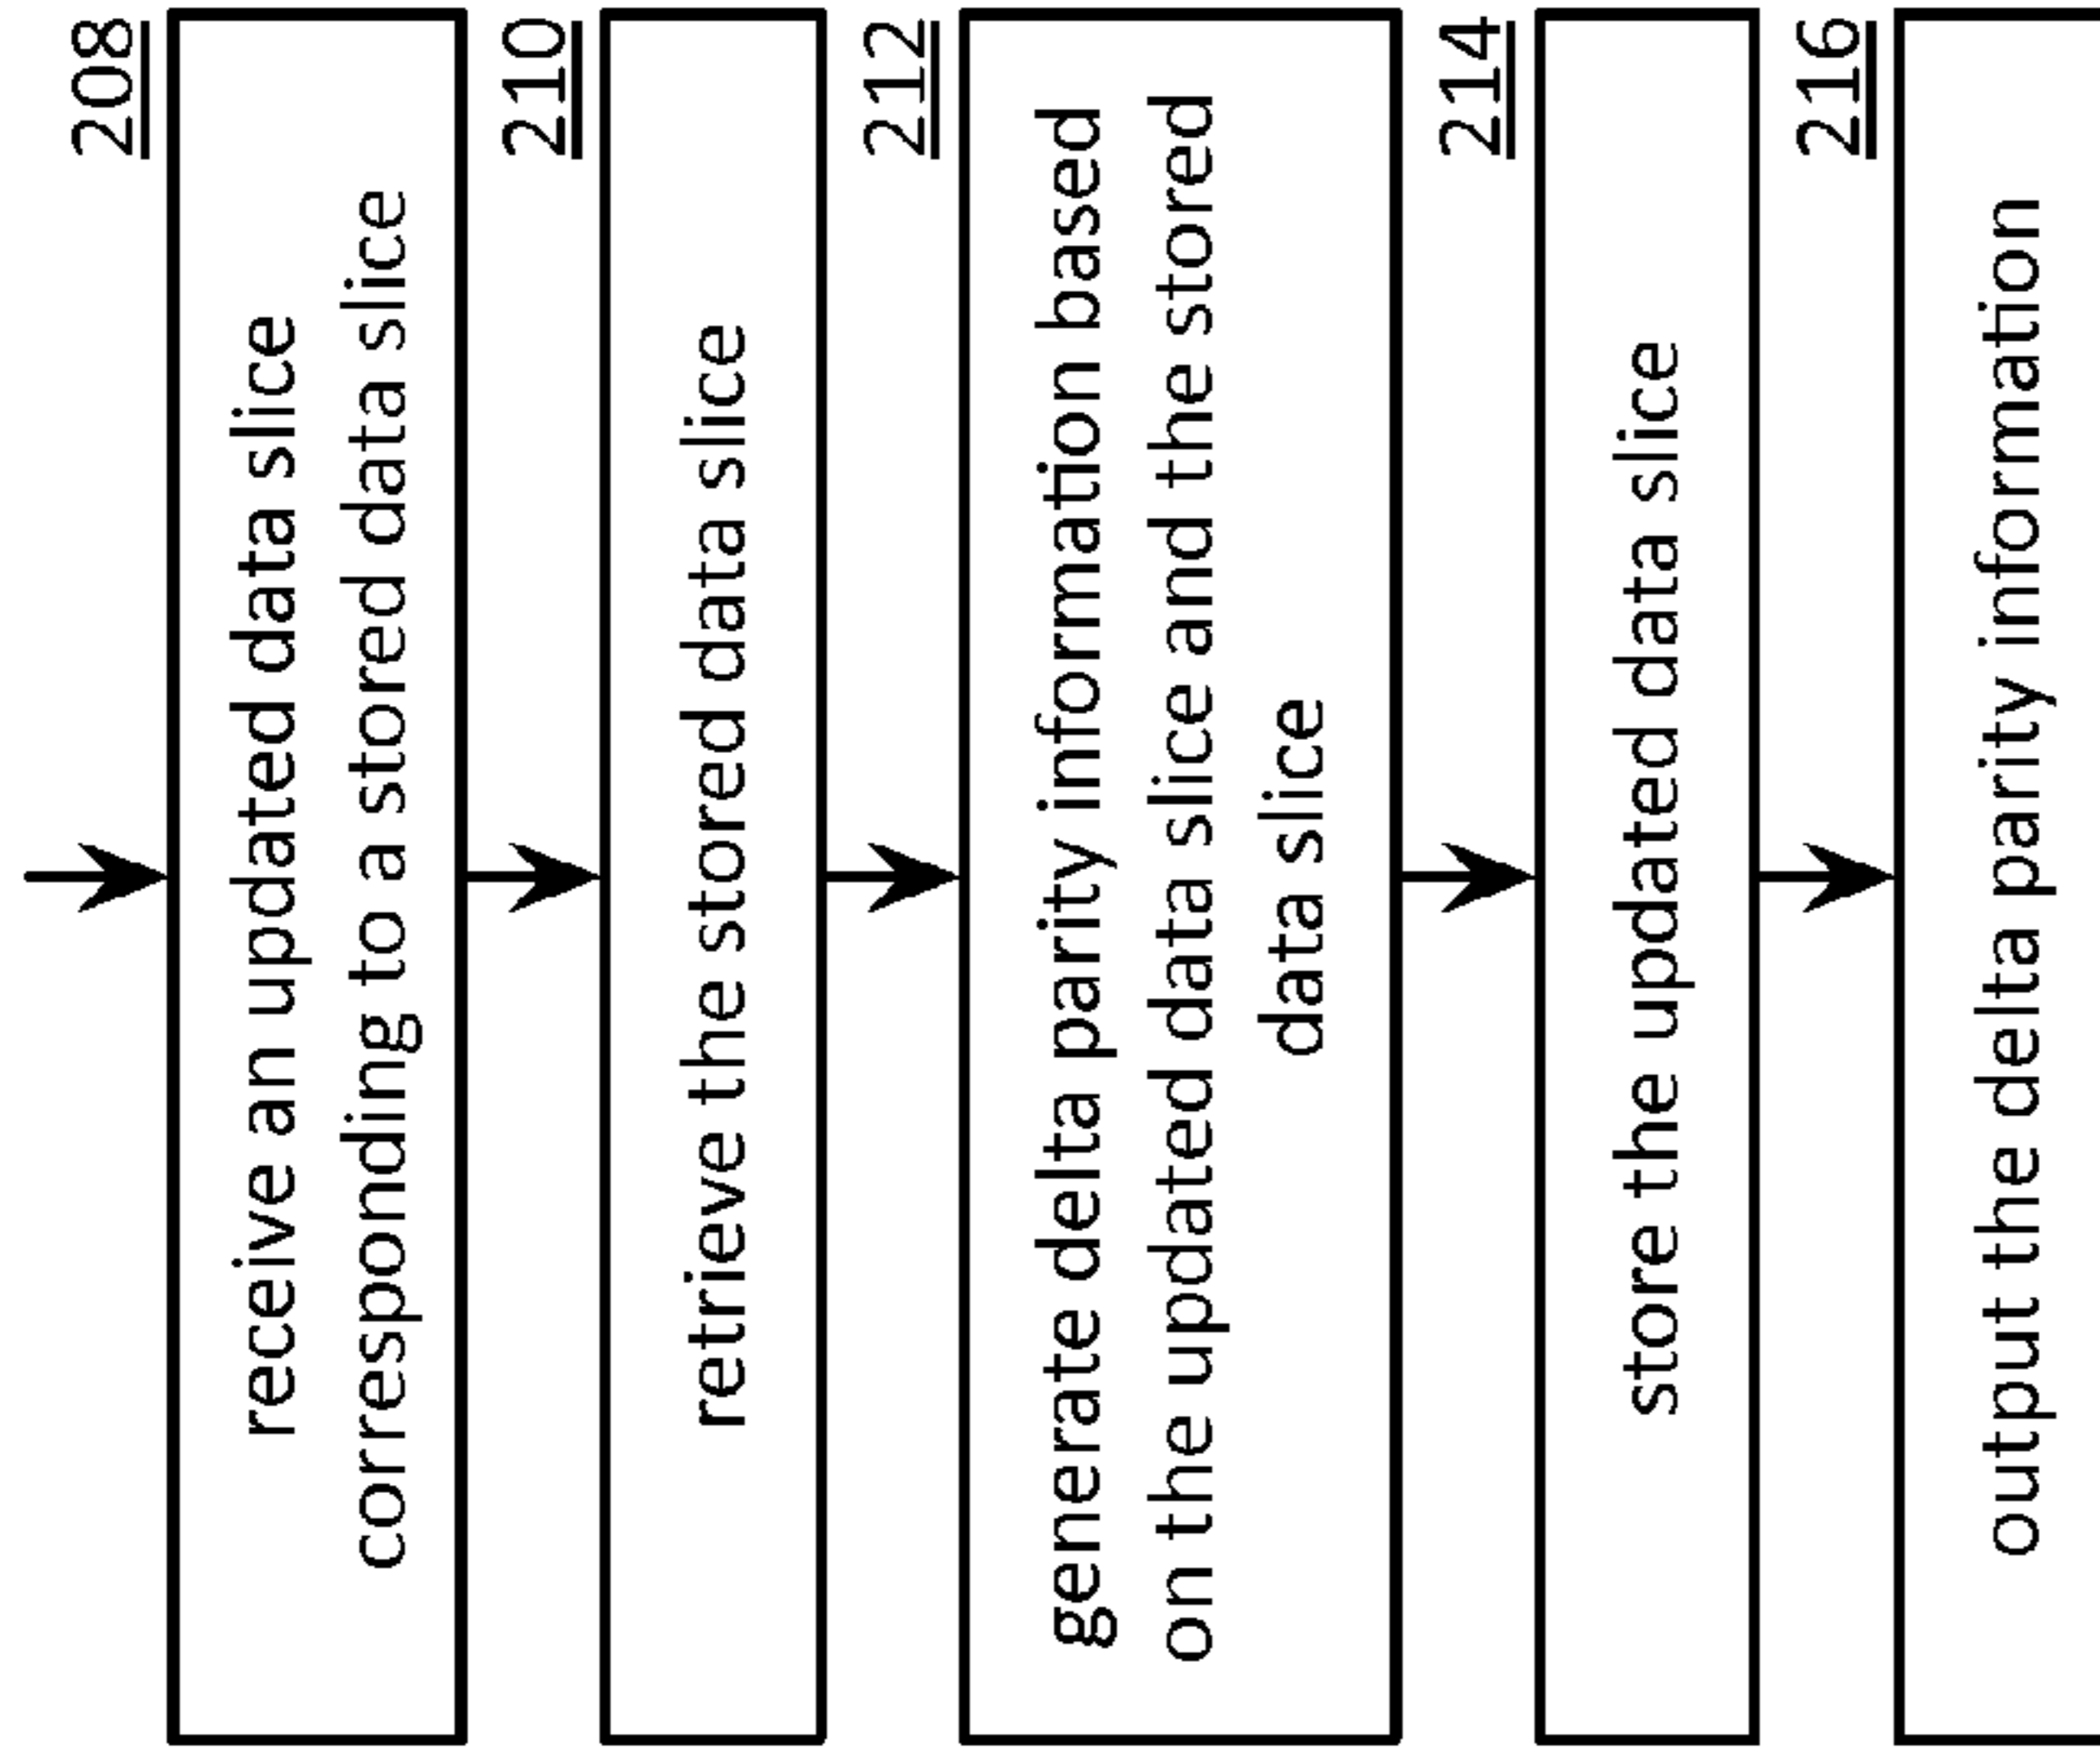 208
receive an updated data slice
corresponding to a stored data slice
210
retrieve the stored data slice
212
generate delta parity information based
on the updated data slice and the stored
data slice
214
store the updated data slice
216
output the delta parity information